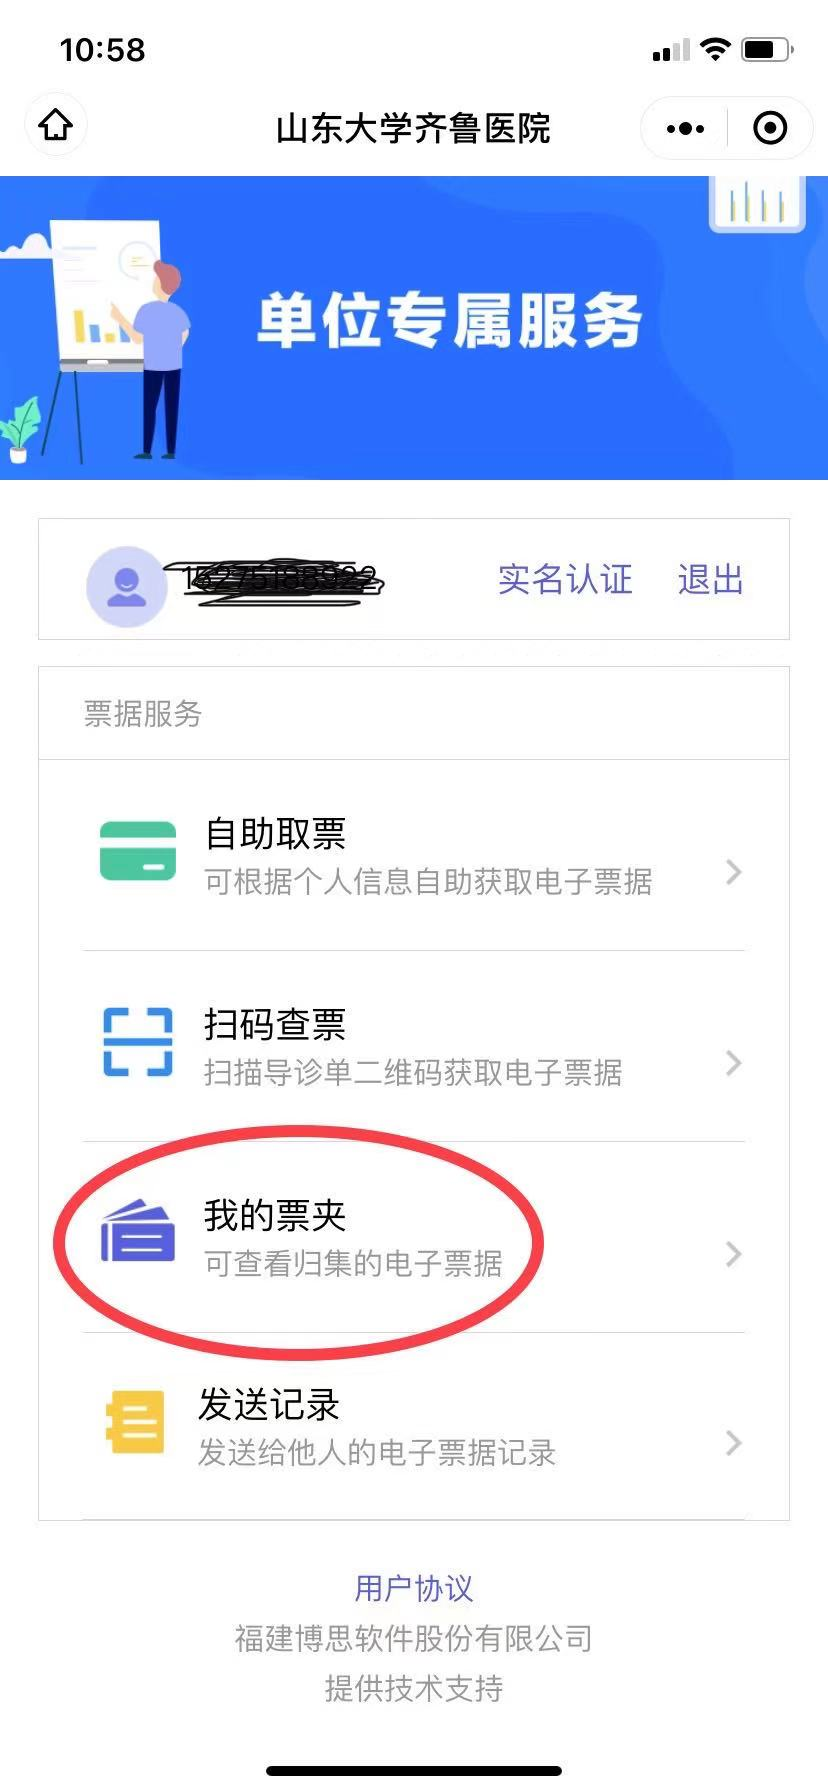 10:58
山东大学齐鲁医院
单位专属服务
实名认证 退出
票据服务
自助取票
可根据个人信息自助获取电子票据
扫码查票
扫描导诊单二维码获取电子票据
我的票夹
可查看归集的电子票据
发送记录
发送给他人的电子票据记录
用户协议
福建博思软件股份有限公司
提供技术支持